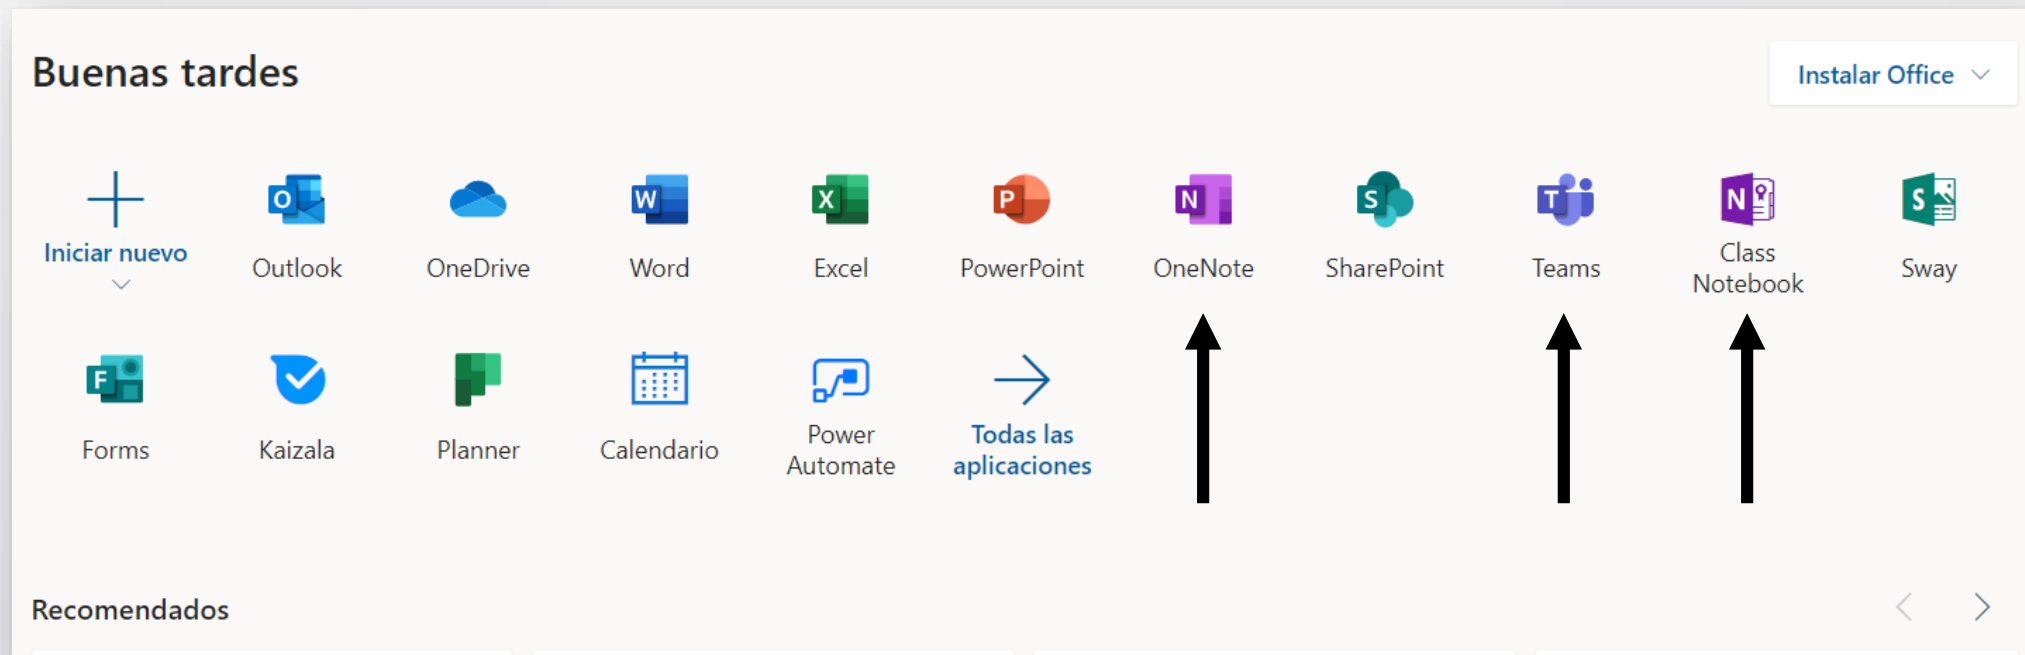 Buenas tardes
Instalar Office
Iniciar nuevo
Outlook
OneDrive
Word
Excel
PowerPoint
OneNote
SharePoint
Teams
Class
Notebook
Sway
Forms
Kaizala
Planner
Calendario
Power
Automate
Todas las
aplicaciones
Recomendados